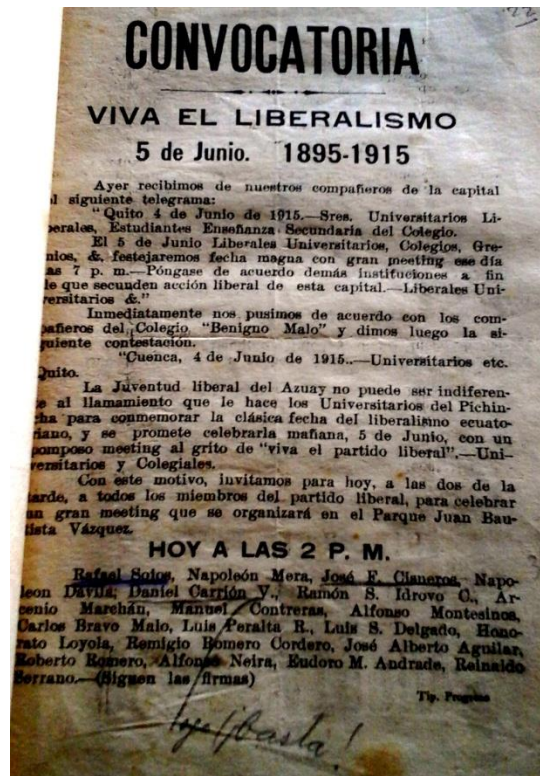 22
CONVOCATORIA
VIVA EL LIBERALISMO
5 de Junio. 1895-1915
Ayer recibimos de nuestros compañeros de la capital
l siguiente telegrama:
"Quito 4 de Junio de 1915.—Sres. Universitarios Li-
berales, Estudiantes Enseñanza Secundaria del Colegio.
El 5 de Junio Liberales Universitarios, Colegios, Gre-
mios, &. festejaremos fecha magna con gran meeting ese día
las 7 p. m.—Póngase de acuerdo demás instituciones a fin
de que secunden acción liberal de esta capital.—Liberales Uni-
versitarios &."
Inmediatamente nos pusimos de acuerdo con los com-
pañeros del Colegio "Benigno Malo" y dimos luego la si-
guiente contestación.
"Cuenca, 4 de Junio de 1915..—Universitarios etc.
Quito.
La Juventud liberal del Azuay no puede ser indiferen-
te al llamamiento que le hace los Universitarios del Pichin-
cha para conmemorar la clásica fecha del liberalismo ecuato-
riano, y se promete celebrarla mañana, 5 de Junio, con un
pomposo meeting al grito de "viva el partido liberal".—Uni-
versitarios y Colegiales.
Con este motivo, invitamos para hoy, a las dos de la
tarde, a todos los miembros del partido liberal, para celebrar
un gran meeting que se organizará en el Parque Juan Bau-
tista Vázquez.
HOY A LAS 2 P. M.
Rafael Sojos, Napoleón Mera, José F. Cisneros, Napo-
leon Dávila, Daniel Carrión V., Ramón S. Idrovo C., Ar-
cenio Marchán, Manuel Contreras, Alfonso Montesinos,
Carlos Bravo Malo, Luis Peralta R., Luis S. Delgado, Hono-
rato Loyola, Remigio Romero Cordero, José Alberto Aguilar,
Roberto Romero, Alfonso Neira, Eudoro M. Andrade, Reinaldo
Serrano.—(Siguen las firmas)
Tip. Progreso
basta!